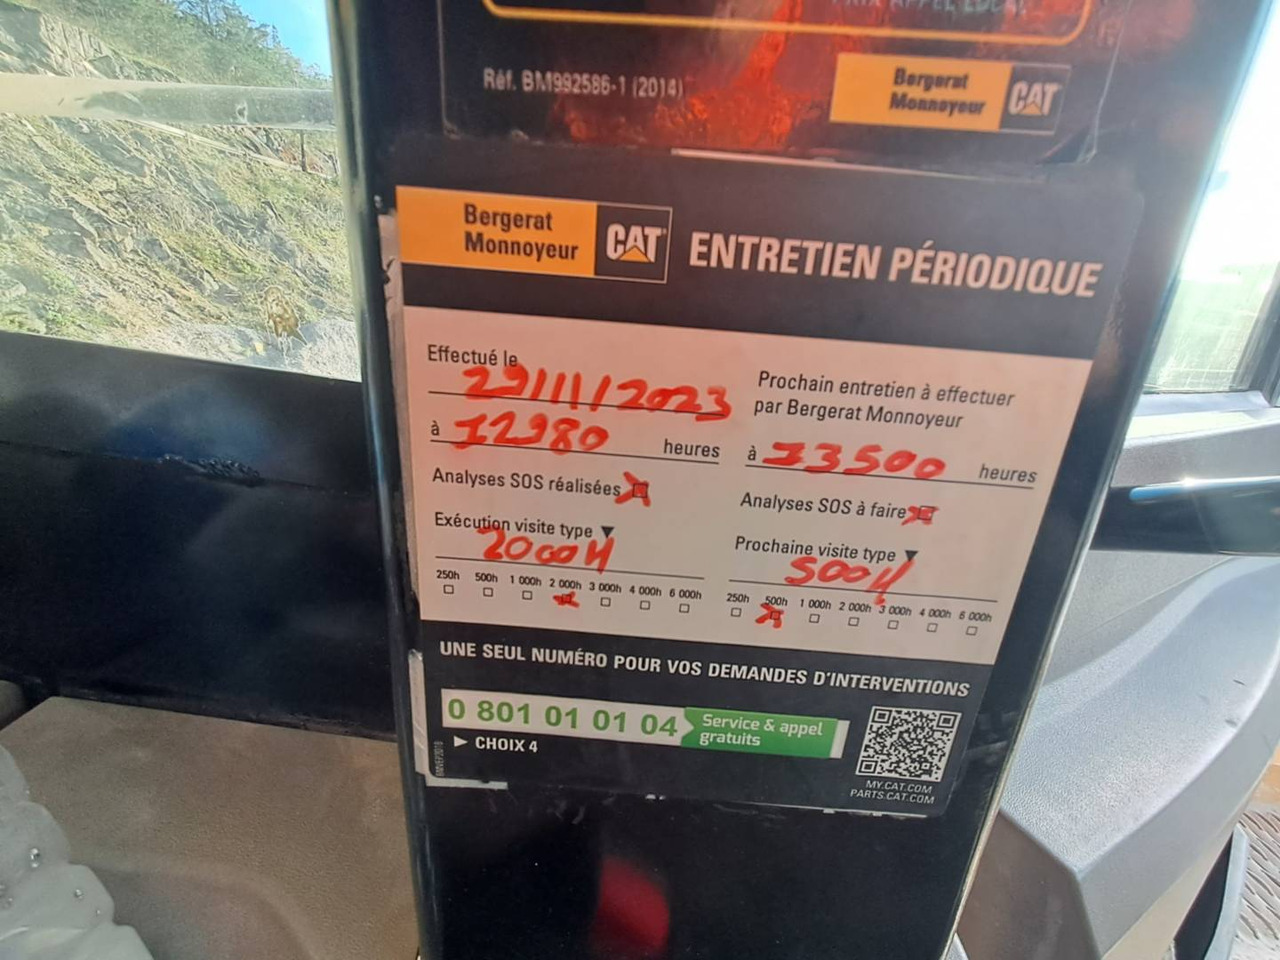 PRIX APPEL LOCAL
Réf. BM992586-1 (2014)
Bergerat
Monnoyeur
CAT
Bergerat
Monnoyeur
CAT
ENTRETIEN PÉRIODIQUE
Effectué le
29/11/2023
à 12980 heures
Analyses SOS réalisées
Exécution visite type ▼
2000H
250h 500h 1 000h 2 000h 3 000h 4 000h 6 000h
Prochain entretien à effectuer
par Bergerat Monnoyeur
à 13500 heures
Analyses SOS à faire
Prochaine visite type ▼
500H
250h 500h 1 000h 2 000h 3 000h 4 000h 6 000h
UNE SEUL NUMÉRO POUR VOS DEMANDES D'INTERVENTIONS
0 801 01 01 04
Service & appel
gratuits
► CHOIX 4
MY.CAT.COM
PARTS.CAT.COM